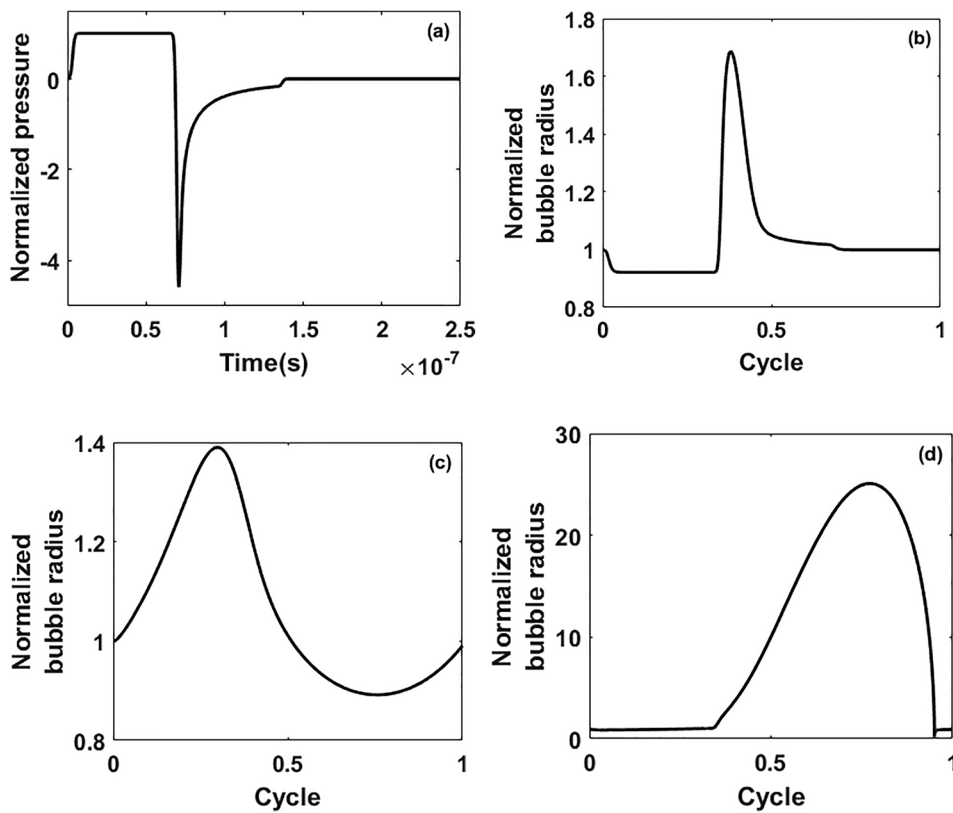 (a)
Normalized pressure
0
-2
-4
0 0.5 1 1.5 2 2.5
Time(s) ×10-7
(b)
Normalized
bubble radius
1.8
1.6
1.4
1.2
1
0.8
0 0.5 1
Cycle
(c)
Normalized
bubble radius
1.4
1.2
1
0.8
0 0.5 1
Cycle
(d)
Normalized
bubble radius
30
20
10
0
0 0.5 1
Cycle